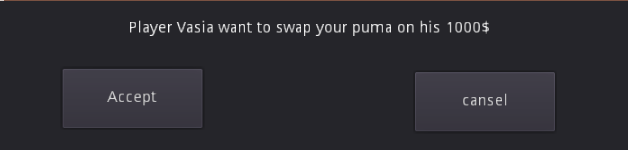 Player Vasia want to swap your puma on his 1000$
Accept
cansel